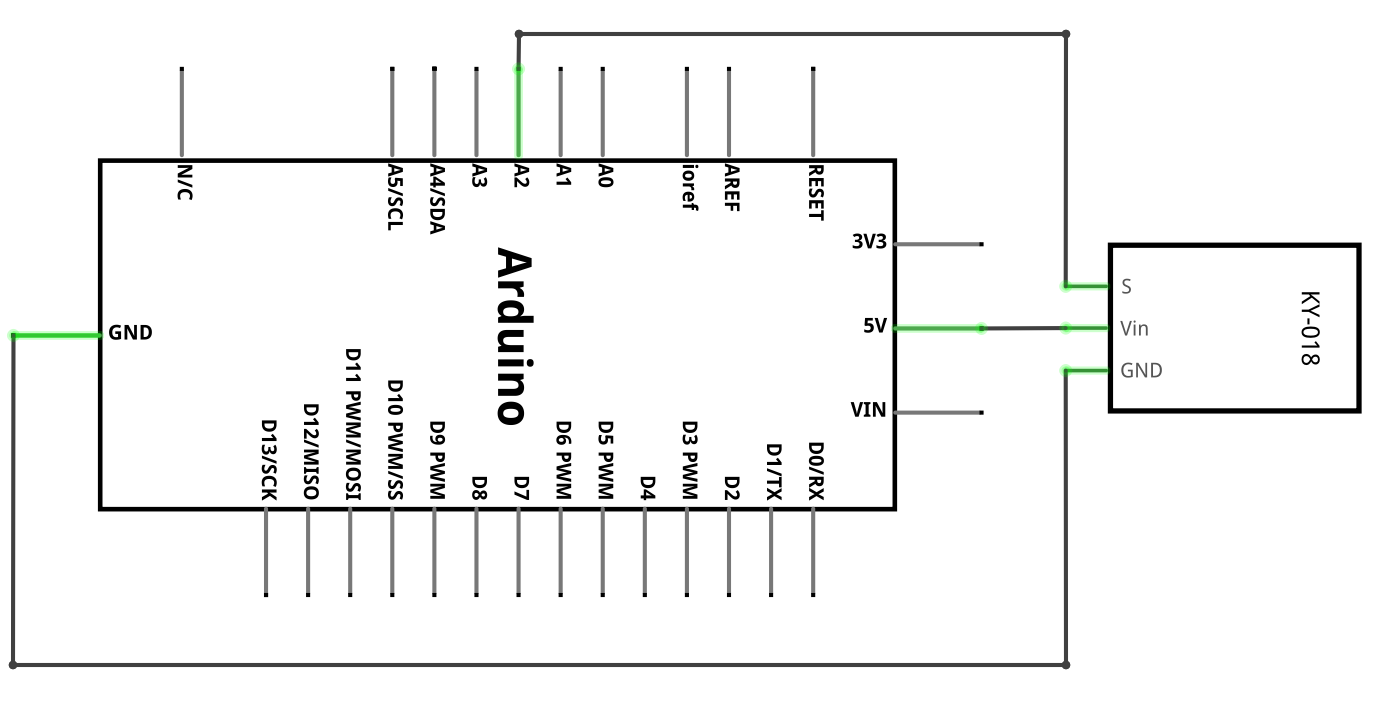 N/C
A5/SCL
A4/SDA
A3
A2
A1
A0
ioref
AREF
RESET
3V3
5V
VIN
GND
Arduino
D13/SCK
D12/MISO
D11 PWM/MOSI
D10 PWM/SS
D9 PWM
D8
D7
D6 PWM
D5 PWM
D4
D3 PWM
D2
D1/TX
D0/RX
S
Vin
GND
KY-018